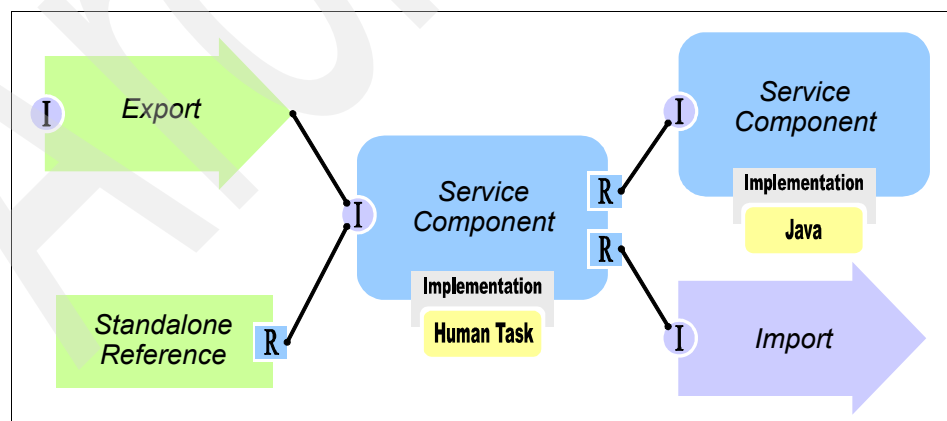 I
Export
Standalone
Reference
R
I
Service
Component
Implementation
Human Task
R
R
I
Service
Component
Implementation
Java
I
Import